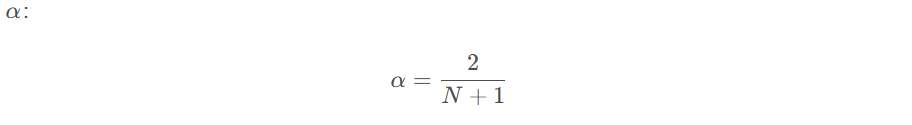 α:
α = 2 / (N + 1)